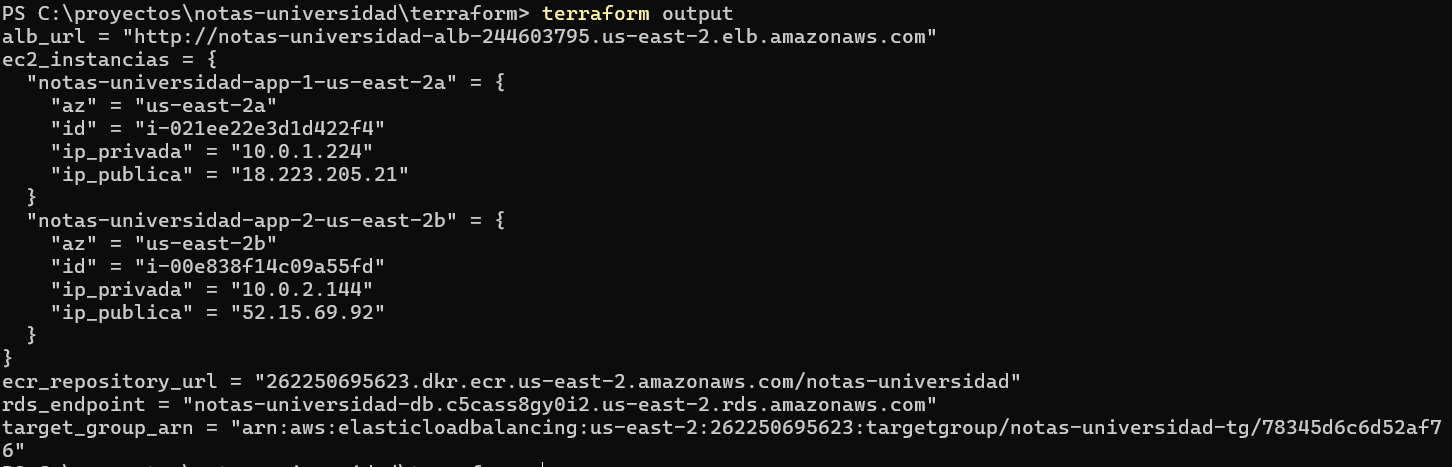 PS C:\proyectos\notas-universidad\terraform> terraform output
alb_url = "http://notas-universidad-alb-244603795.us-east-2.elb.amazonaws.com"
ec2_instancias = {
  "notas-universidad-app-1-us-east-2a" = {
    "az" = "us-east-2a"
    "id" = "i-021ee22e3d1d422f4"
    "ip_privada" = "10.0.1.224"
    "ip_publica" = "18.223.205.21"
  }
  "notas-universidad-app-2-us-east-2b" = {
    "az" = "us-east-2b"
    "id" = "i-00e838f14c09a55fd"
    "ip_privada" = "10.0.2.144"
    "ip_publica" = "52.15.69.92"
  }
}
ecr_repository_url = "262250695623.dkr.ecr.us-east-2.amazonaws.com/notas-universidad"
rds_endpoint = "notas-universidad-db.c5cass8gy0i2.us-east-2.rds.amazonaws.com"
target_group_arn = "arn:aws:elasticloadbalancing:us-east-2:262250695623:targetgroup/notas-universidad-tg/78345d6c6d52af7
6"